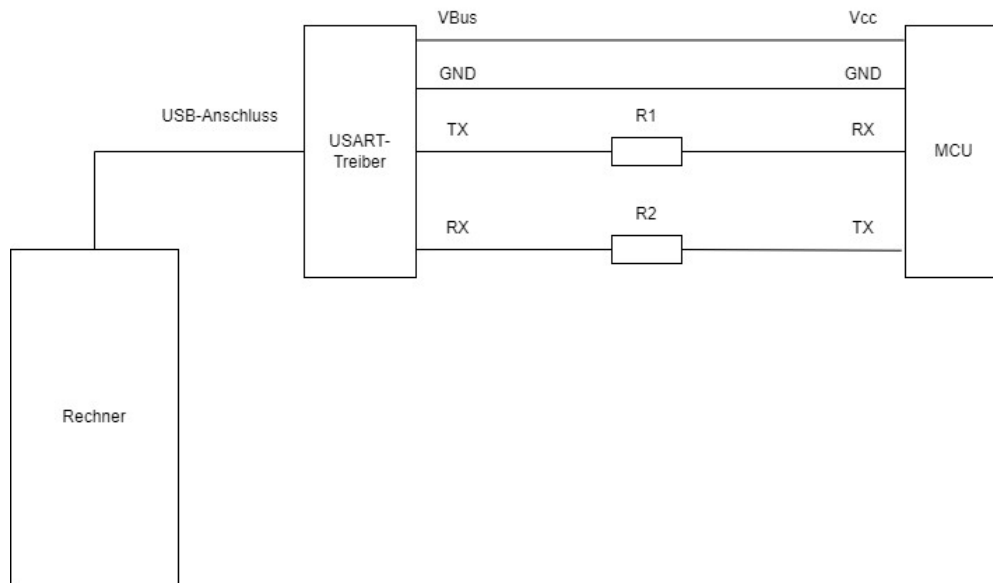 VBus
Vcc
GND
GND
USB-Anschluss
TX
R1
RX
USART-
Treiber
MCU
RX
R2
TX
Rechner